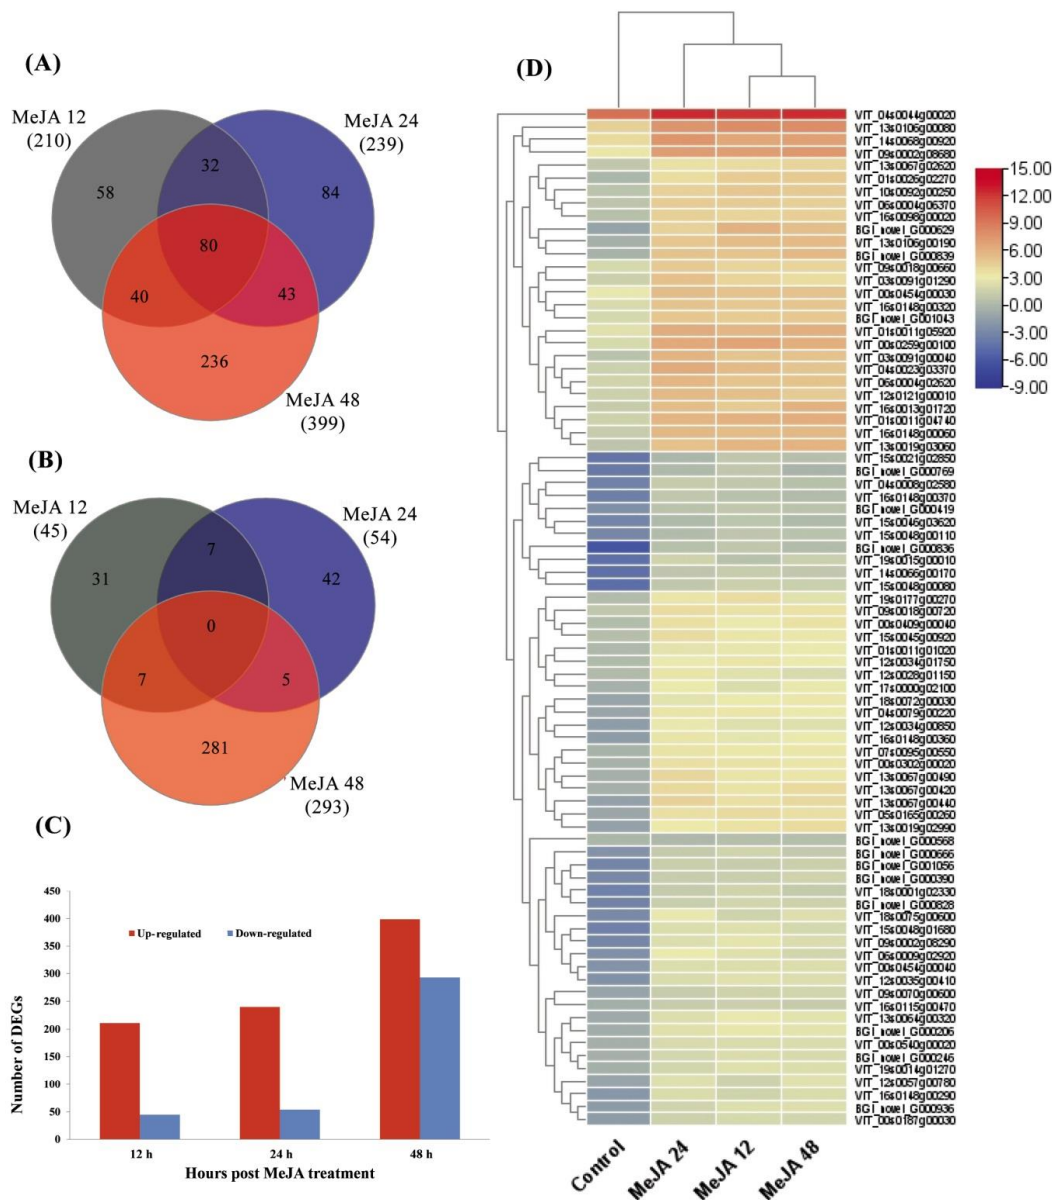 (A)
MeJA 12
(210)
MeJA 24
(239)
32
58
84
80
40
43
236
MeJA 48
(399)
(B)
MeJA 12
(45)
MeJA 24
(54)
7
31
42
0
7
5
281
MeJA 48
(293)
(C)
Number of DEGs
450
400
350
300
250
200
150
100
50
0
Up-regulated
Down-regulated
12 h
24 h
48 h
Hours post MeJA treatment
(D)
VIT_04s0044g00020
VIT_13s0106g00080
VIT_14s0068g00920
VIT_09s0002g08680
VIT_13s0067g02620
VIT_01s0026g02270
VIT_10s0092g00250
VIT_06s0004g06370
VIT_16s0098g00020
BGI_novel_G000629
VIT_13s0106g00190
BGI_novel_G000839
VIT_09s0018g00660
VIT_03s0091g01290
VIT_00s0454g00030
VIT_16s0148g00320
BGI_novel_G001043
VIT_01s0011g05920
VIT_00s0259g00100
VIT_03s0091g00040
VIT_04s0023g03370
VIT_06s0004g02620
VIT_12s0121g00010
VIT_16s0013g01720
VIT_01s0011g04740
VIT_16s0148g00060
VIT_13s0019g03060
VIT_15s0021g02850
BGI_novel_G000769
VIT_04s0008g02580
VIT_16s0148g00370
BGI_novel_G000419
VIT_15s0046g03620
VIT_15s0048g00110
BGI_novel_G000836
VIT_19s0015g00010
VIT_14s0066g00170
VIT_15s0048g00080
VIT_19s0177g00270
VIT_09s0018g00720
VIT_00s0409g00040
VIT_15s0045g00920
VIT_01s0011g01020
VIT_12s0034g01750
VIT_12s0028g01150
VIT_17s0000g02100
VIT_18s0072g00030
VIT_04s0079g00220
VIT_12s0034g00850
VIT_16s0148g00360
VIT_07s0095g00550
VIT_00s0302g00020
VIT_13s0067g00490
VIT_13s0067g00420
VIT_13s0067g00440
VIT_05s0165g00260
VIT_13s0019g02990
BGI_novel_G000568
BGI_novel_G000666
BGI_novel_G001056
BGI_novel_G000390
VIT_18s0001g02330
BGI_novel_G000828
VIT_18s0075g00600
VIT_15s0048g01680
VIT_09s0002g08290
VIT_06s0009g02920
VIT_00s0454g00040
VIT_12s0035g00410
VIT_09s0070g00600
VIT_16s0115g00470
VIT_13s0064g00320
BGI_novel_G000206
VIT_00s0540g00020
BGI_novel_G000246
VIT_19s0014g01270
VIT_12s0057g00780
VIT_16s0148g00290
BGI_novel_G000936
VIT_00s0187g00030
15.00
9.00
6.00
3.00
0.00
-3.00
-6.00
-9.00
Control
MeJA 24
MeJA 12
MeJA 48